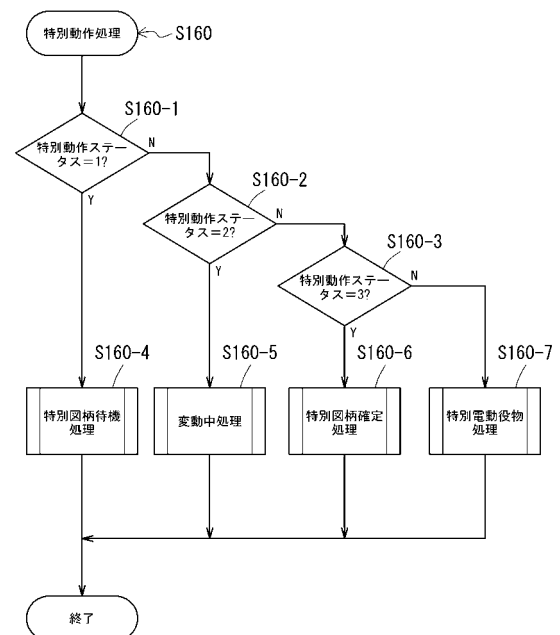 特別動作処理
S160
S160-1
特別動作ステー
タス=1?
N
Y
S160-2
特別動作ステー
タス=2?
N
Y
S160-3
特別動作ステー
タス=3?
N
Y
S160-4
特別図柄待機
処理
S160-5
変動中処理
S160-6
特別図柄確定
処理
S160-7
特別電動役物
処理
終了